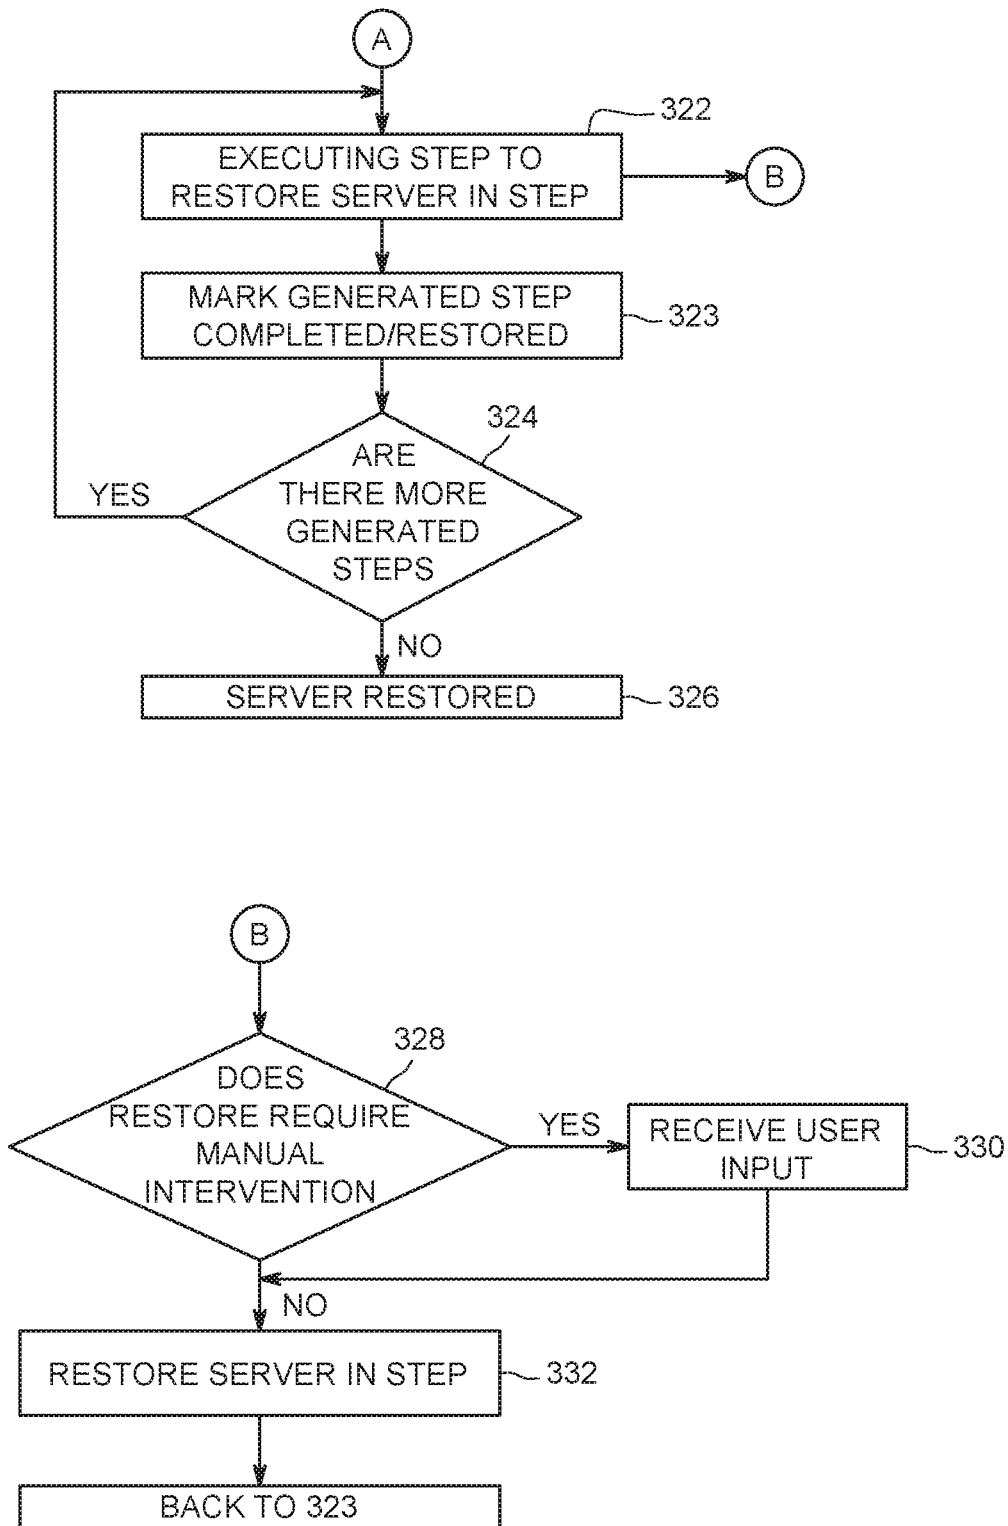 A
322
EXECUTING STEP TO
RESTORE SERVER IN STEP
B
MARK GENERATED STEP
COMPLETED/RESTORED
323
324
ARE
THERE MORE
GENERATED
STEPS
YES
NO
SERVER RESTORED
326
B
328
DOES
RESTORE REQUIRE
MANUAL
INTERVENTION
YES
RECEIVE USER
INPUT
330
NO
RESTORE SERVER IN STEP
332
BACK TO 323